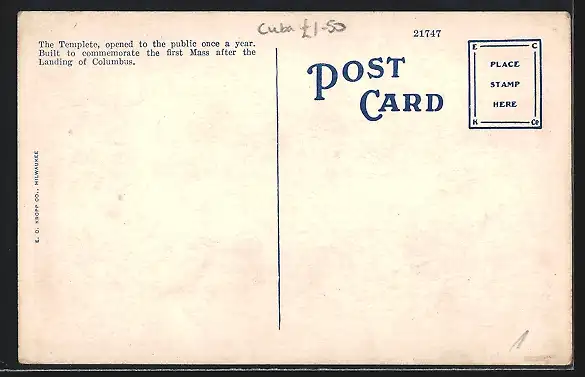 Cuba £1-50
21747
The Templete, opened to the public once a year.
Built to commemorate the first Mass after the
Landing of Columbus.
POST
CARD
E C
PLACE
STAMP
HERE
K Co
E. C. KROPP CO., MILWAUKEE